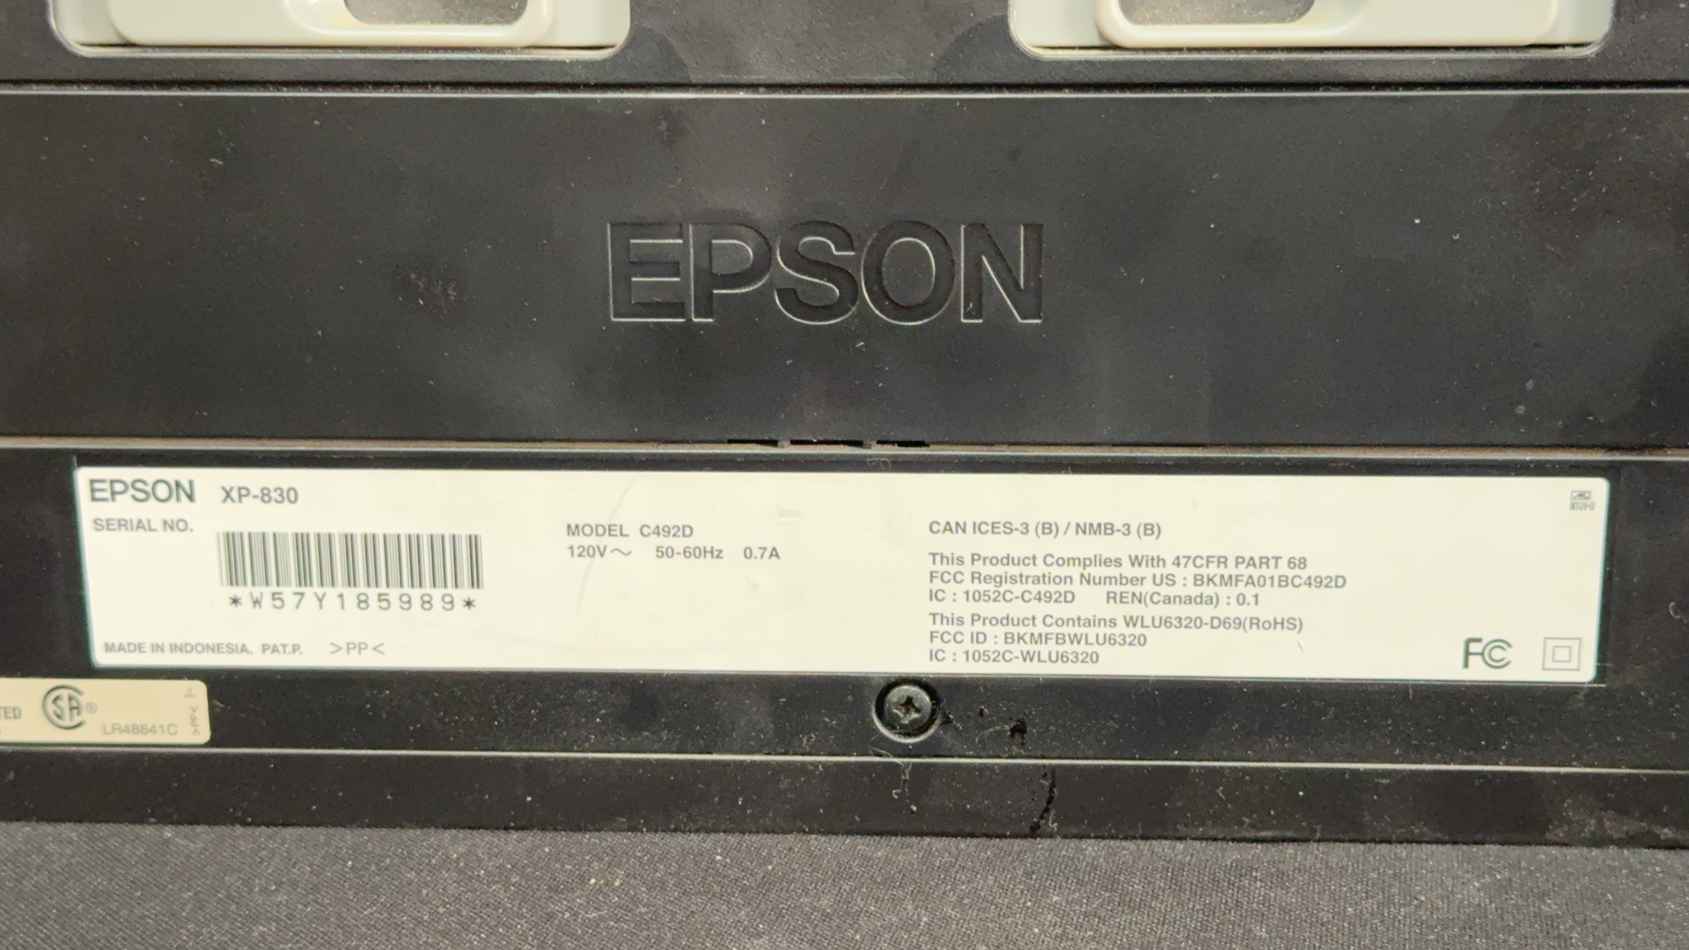 EPSON
EPSON XP-830
SERIAL NO.
*W57Y185989*
MADE IN INDONESIA. PAT.P. >PP<
MODEL C492D
120V～ 50-60Hz 0.7A
CAN ICES-3 (B) / NMB-3 (B)
This Product Complies With 47CFR PART 68
FCC Registration Number US : BKMFA01BC492D
IC : 1052C-C492D REN(Canada) : 0.1
This Product Contains WLU6320-D69(RoHS)
FCC ID : BKMFBWLU6320
IC : 1052C-WLU6320
FC
SA®
LR48641C